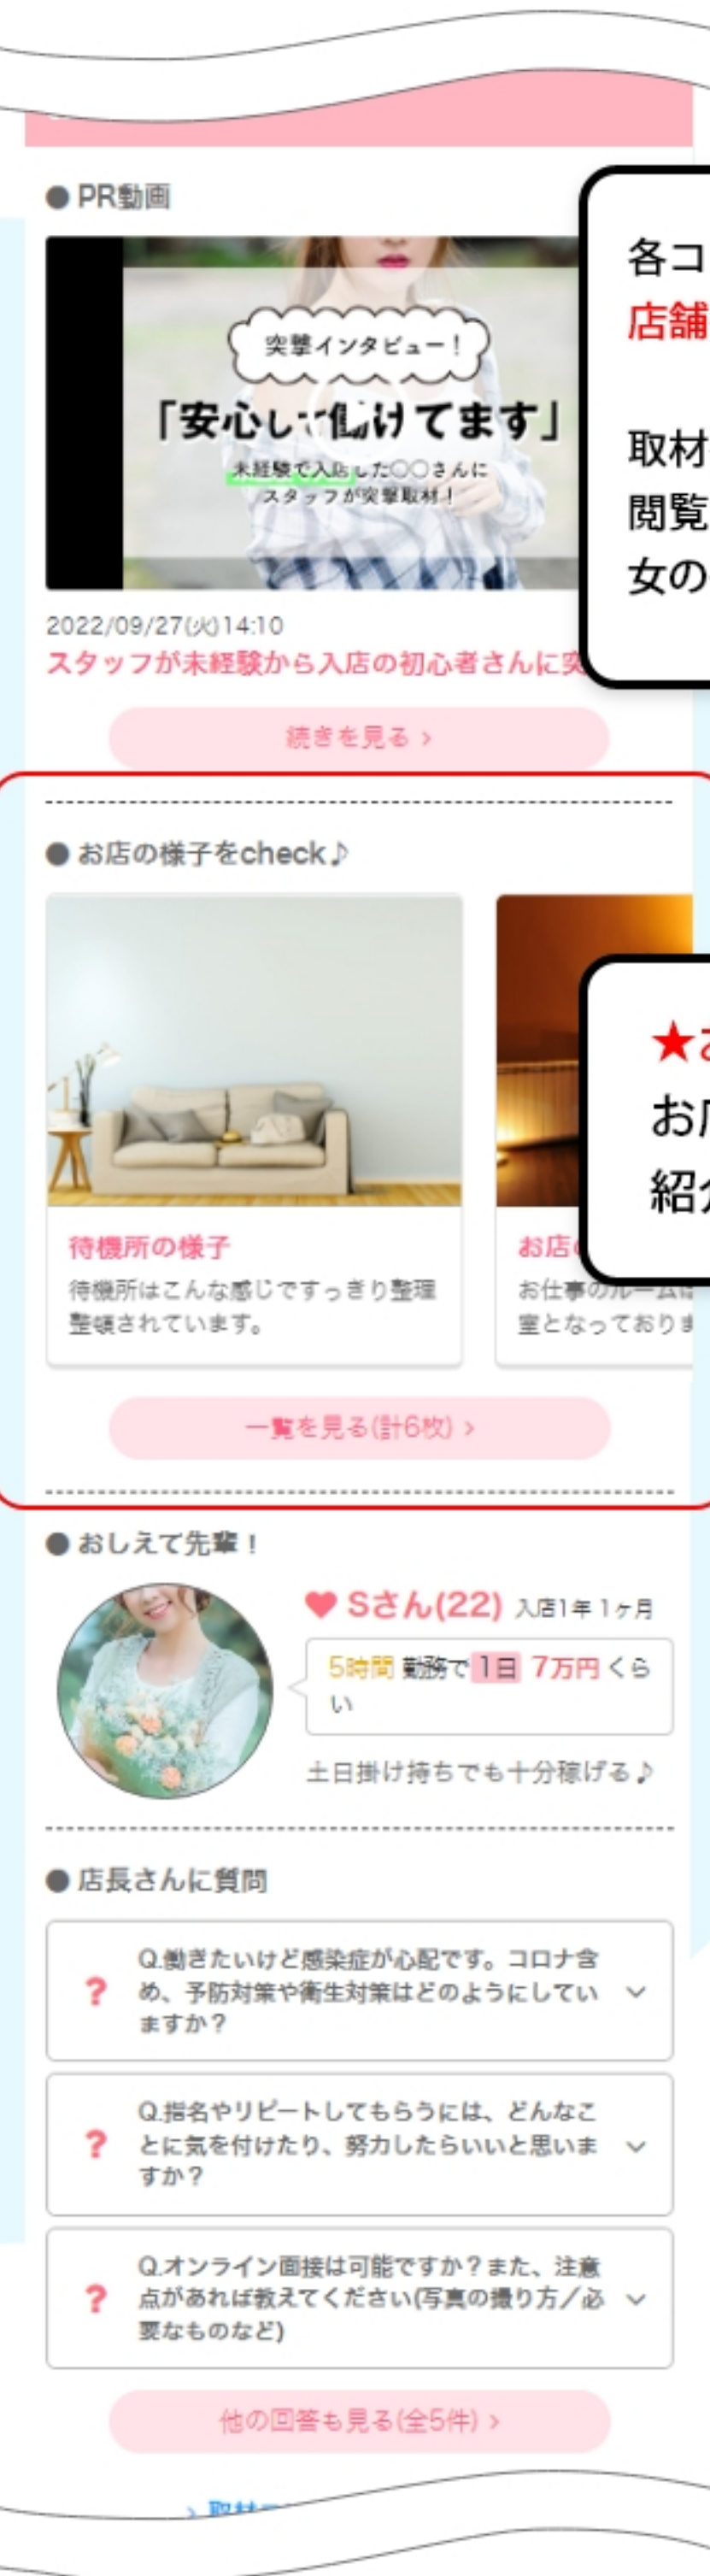 ● PR動画
突撃インタビュー！
「安心して働けてます」
未経験で入店した〇〇さんに
スタッフが突撃取材！
2022/09/27(火)14:10
スタッフが未経験から入店の初心者さんに突
続きを見る ›
各コ
店舗
取材
閲覧
女の
● お店の様子をcheck♪
待機所の様子
待機所はこんな感じですっきり整理
整頓されています。
お店
お仕事のルームは
室となっておりま
★お
お店
紹介
一覧を見る(計6枚) ›
● おしえて先輩！
♥ Sさん(22) 入店1年 1ヶ月
5時間 勤務で 1日 7万円 くら
い
土日掛け持ちでも十分稼げる♪
● 店長さんに質問
? Q.働きたいけど感染症が心配です。コロナ含
め、予防対策や衛生対策はどのようにしてい
ますか？
? Q.指名やリピートしてもらうには、どんなこ
とに気を付けたり、努力したらいいと思いま
すか？
? Q.オンライン面接は可能ですか？また、注意
点があれば教えてください(写真の撮り方／必
要なものなど)
他の回答も見る(全5件) ›
› 取材